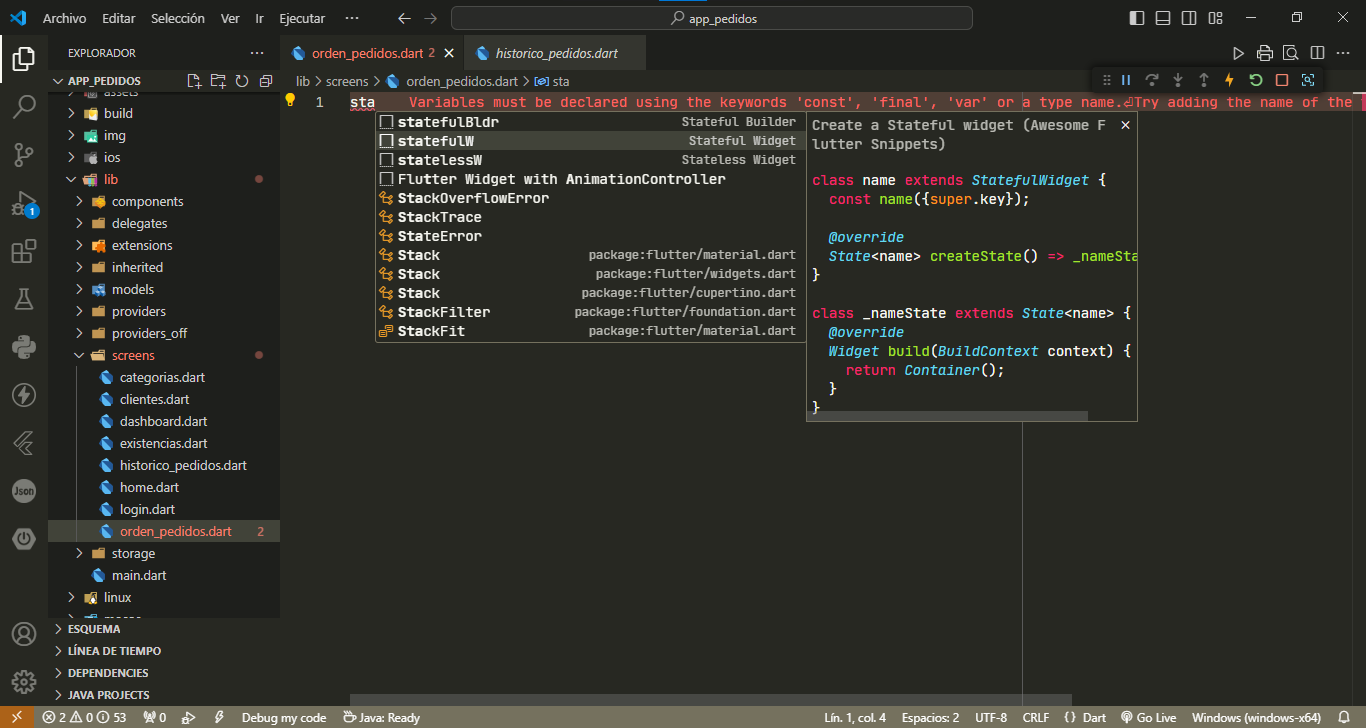 Archivo Editar Selección Ver Ir Ejecutar ··· app_pedidos
EXPLORADOR
orden_pedidos.dart 2
historico_pedidos.dart
APP_PEDIDOS
lib > screens > orden_pedidos.dart > sta
assets
build
img
ios
lib
components
delegates
extensions
inherited
models
providers
providers_off
screens
categorias.dart
clientes.dart
dashboard.dart
existencias.dart
historico_pedidos.dart
home.dart
login.dart
orden_pedidos.dart 2
storage
main.dart
linux
macos
ESQUEMA
LÍNEA DE TIEMPO
DEPENDENCIES
JAVA PROJECTS
1
Json
1 sta Variables must be declared using the keywords 'const', 'final', 'var' or a type name.⏎Try adding the name of the
statefulBldr Stateful Builder
statefulW Stateful Widget
statelessW Stateless Widget
Flutter Widget with AnimationController
StackOverflowError
StackTrace
StateError
Stack package:flutter/material.dart
Stack package:flutter/widgets.dart
Stack package:flutter/cupertino.dart
StackFilter package:flutter/foundation.dart
StackFit package:flutter/material.dart
Create a Stateful widget (Awesome F
lutter Snippets)
class name extends StatefulWidget {
const name({super.key});
@override
State<name> createState() => _nameSta
}
class _nameState extends State<name> {
@override
Widget build(BuildContext context) {
return Container();
}
}
2 0 53 0 Debug my code Java: Ready Lín. 1, col. 4 Espacios: 2 UTF-8 CRLF {} Dart Go Live Windows (windows-x64)